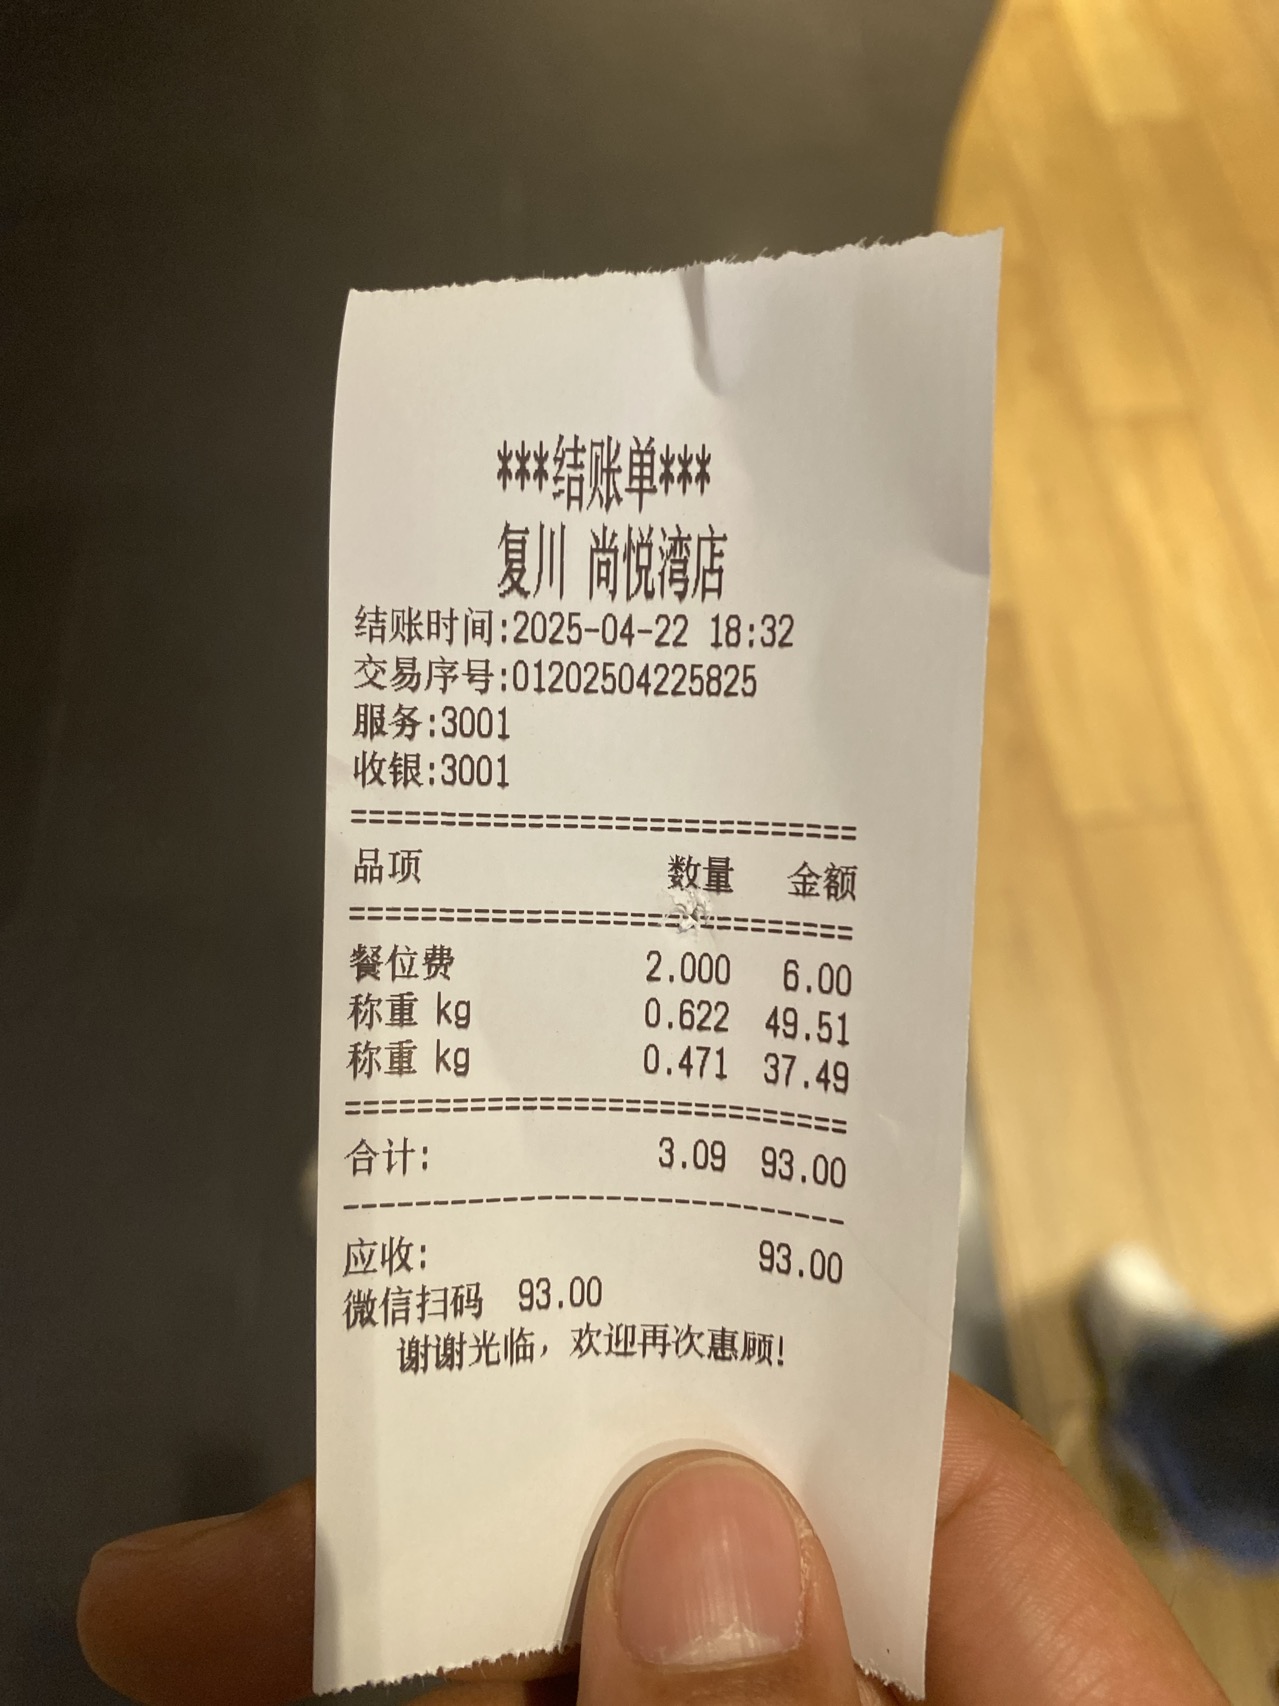 ***结账单***
复川 尚悦湾店
结账时间:2025-04-22 18:32
交易序号:01202504225825
服务:3001
收银:3001
============================
品项 数量 金额
============================
餐位费 2.000 6.00
称重 kg 0.622 49.51
称重 kg 0.471 37.49
============================
合计: 3.09 93.00
----------------------------
应收: 93.00
微信扫码 93.00
谢谢光临，欢迎再次惠顾!